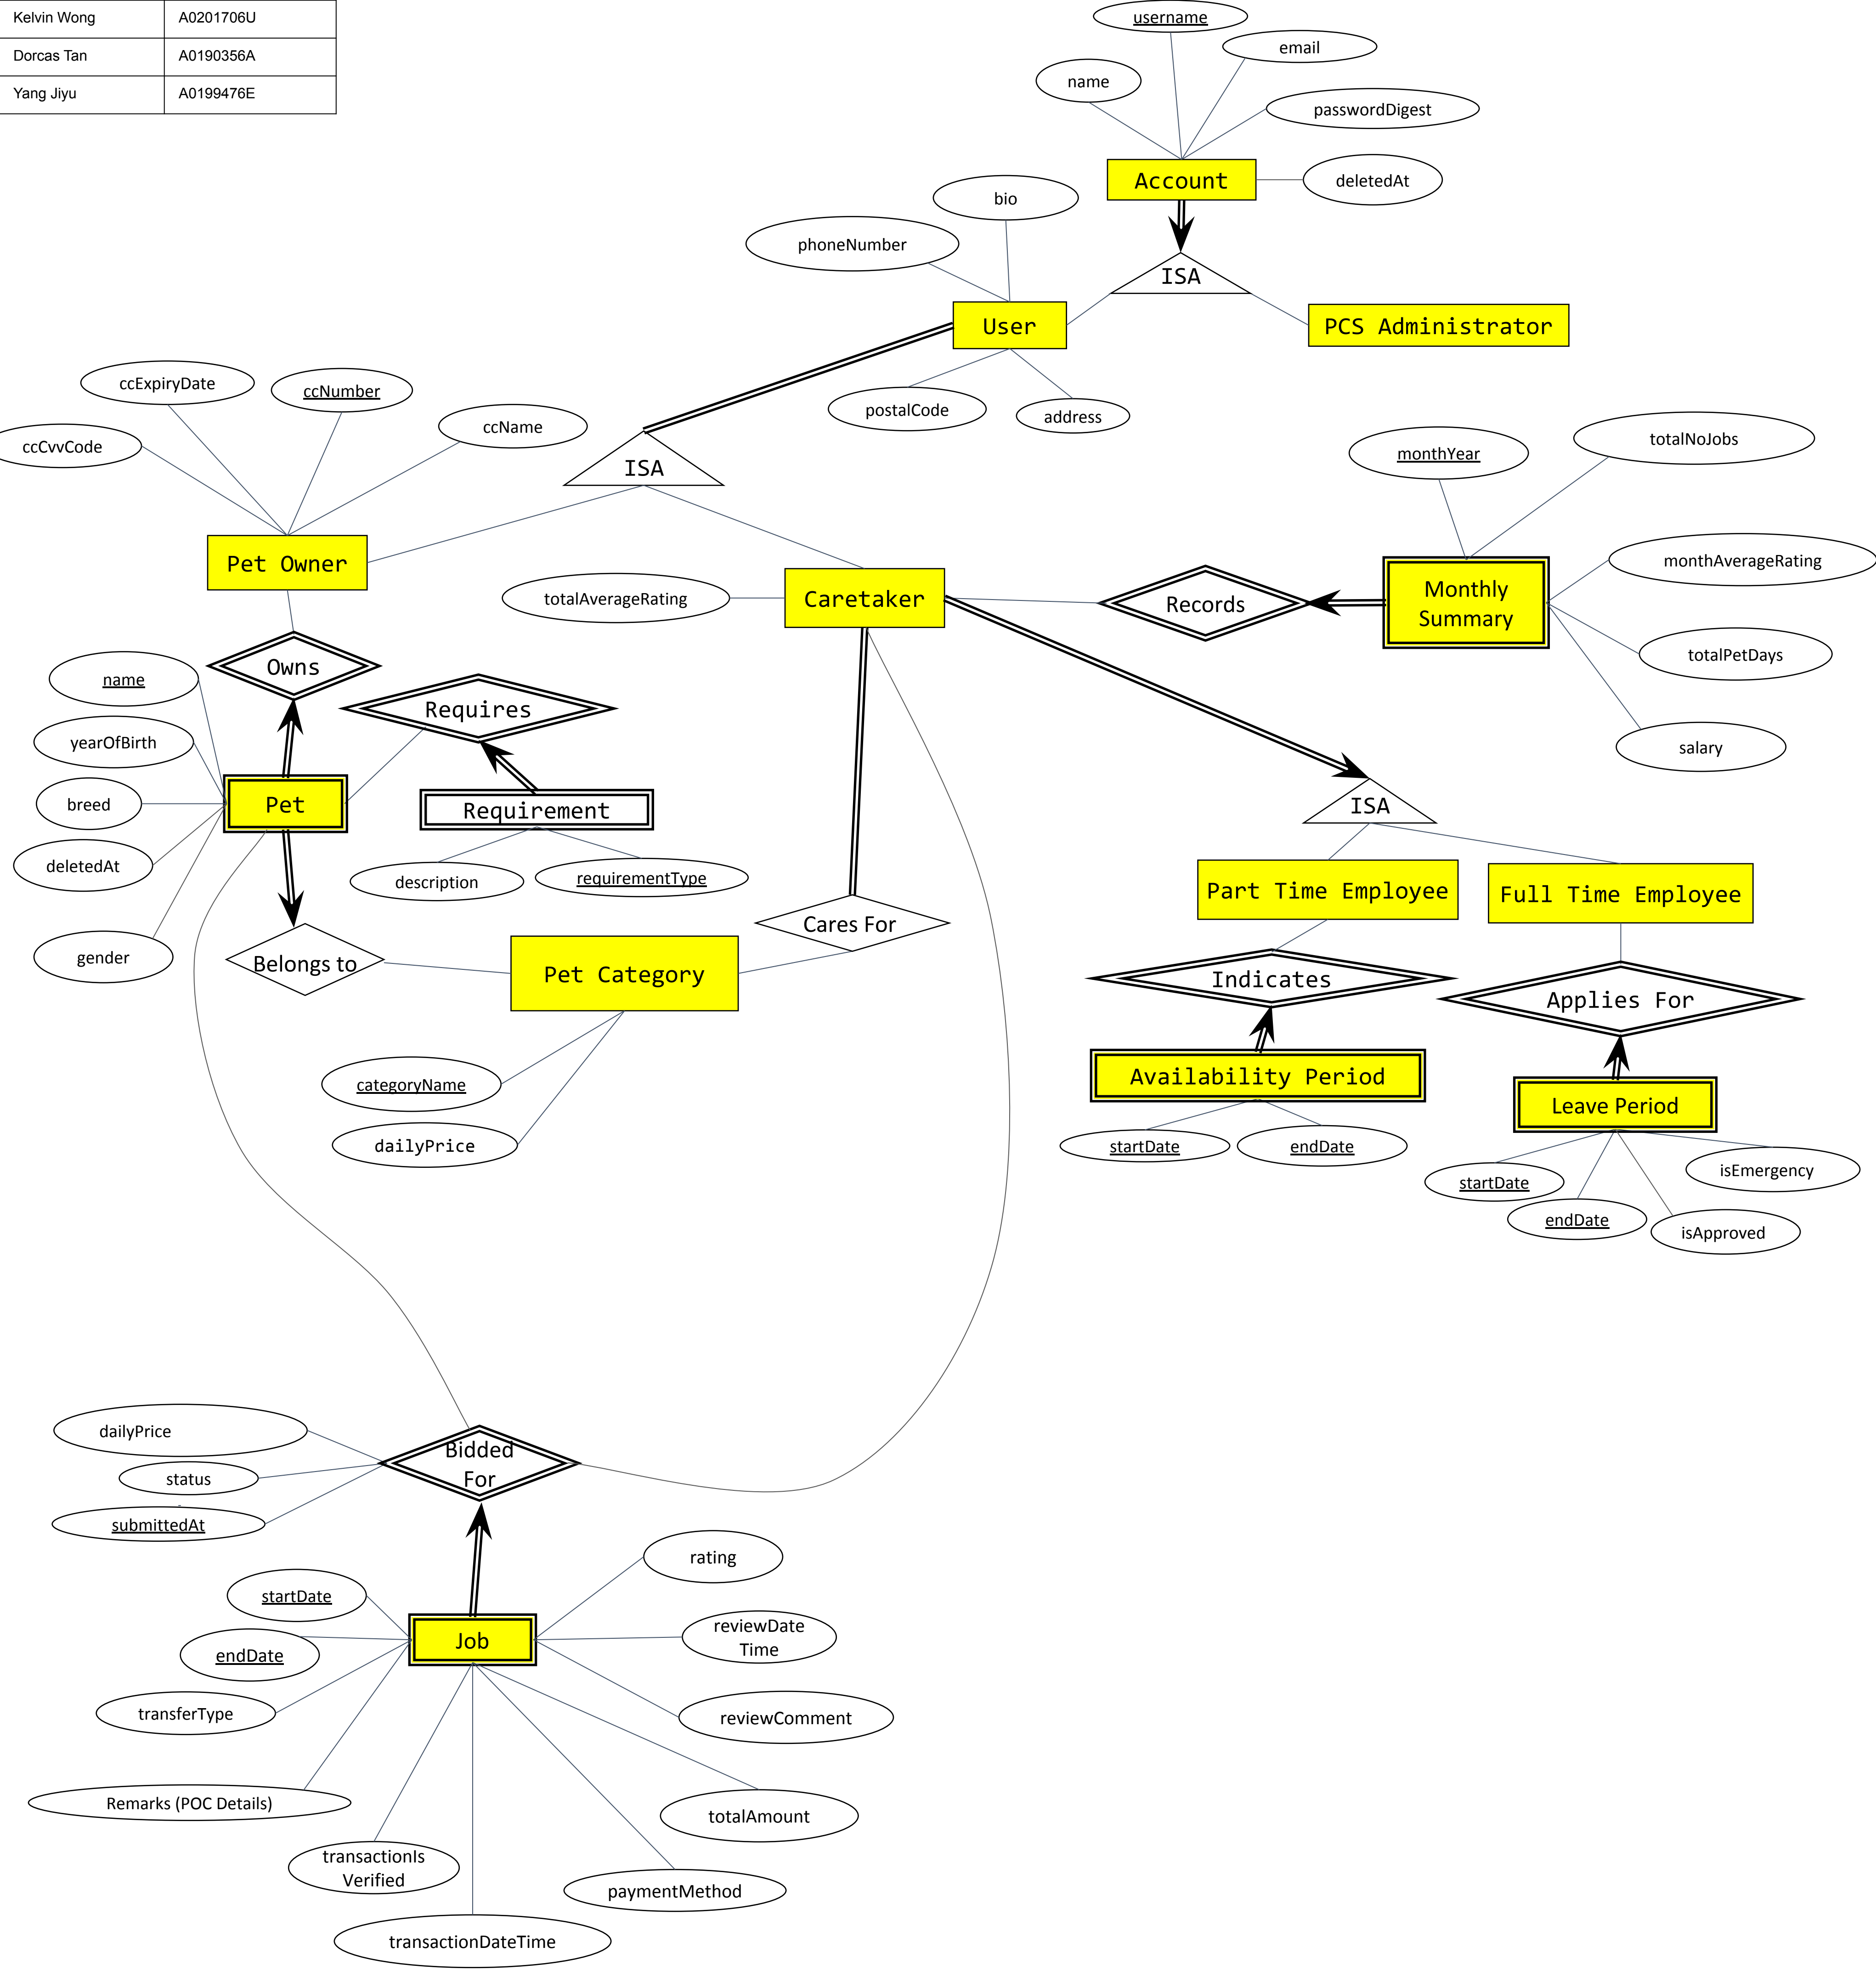 Kelvin Wong A0201706U
Dorcas Tan A0190356A
Yang Jiyu A0199476E
username
email
name
passwordDigest
Account
deletedAt
bio
phoneNumber
ISA
User
PCS Administrator
postalCode
address
ccExpiryDate
ccNumber
ccName
ccCvvCode
ISA
monthYear
totalNoJobs
Pet Owner
monthAverageRating
totalAverageRating
Caretaker
Records
Monthly
Summary
totalPetDays
salary
Owns
name
Requires
yearOfBirth
breed
Pet
Requirement
ISA
deletedAt
description
requirementType
Part Time Employee
Full Time Employee
Cares For
gender
Belongs to
Pet Category
Indicates
Applies For
categoryName
dailyPrice
Availability Period
Leave Period
startDate
endDate
startDate
endDate
isEmergency
isApproved
dailyPrice
status
submittedAt
Bidded
For
rating
startDate
endDate
Job
reviewDate
Time
transferType
reviewComment
Remarks (POC Details)
totalAmount
transactionIs
Verified
paymentMethod
transactionDateTime